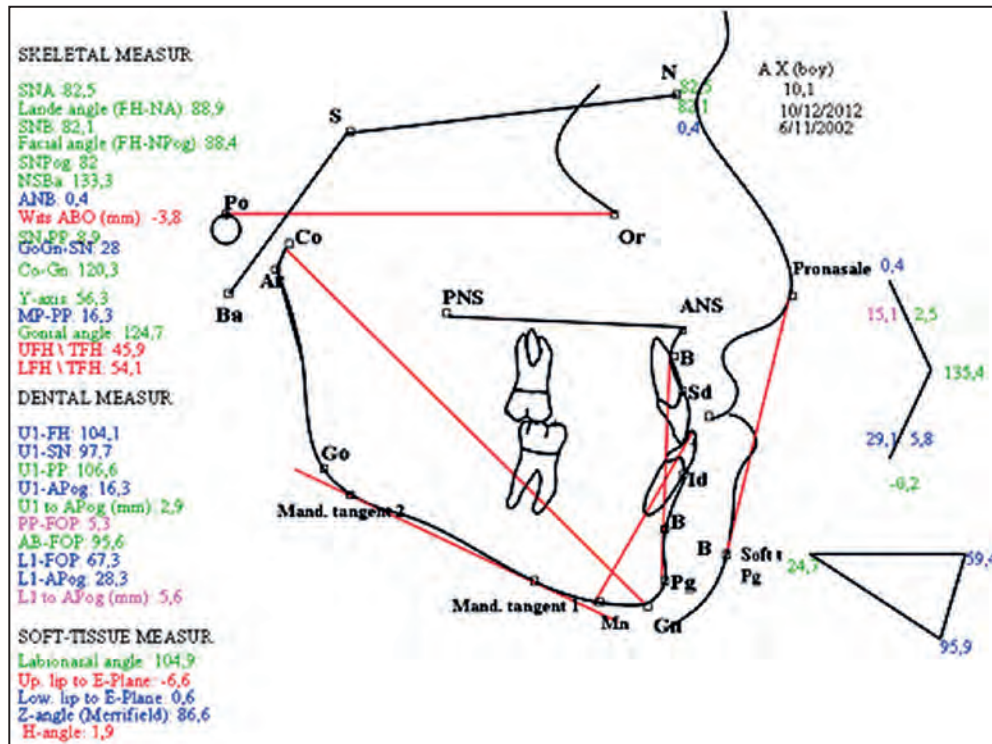 SKELETAL MEASUR
SNA: 82,5
Lande angle (FH-NA): 88,9
SNB: 82,1
Facial angle (FH-NPog): 88,4
SNPog: 82
NSBa: 133,3
ANB: 0,4
Wits ABO (mm): -3,8
SN-PP: 8,9
GoGn-SN: 28
Co-Gn: 120,3
Y-axis: 56,3
MP-PP: 16,3
Gonial angle: 124,7
UFH \ TFH: 45,9
LFH \ TFH: 54,1
DENTAL MEASUR
U1-FH: 104,1
U1-SN: 97,7
U1-PP: 106,6
U1-APog: 16,3
U1 to APog (mm): 2,9
PP-FOP: 5,3
AB-FOP: 95,6
L1-FOP: 67,3
L1-APog: 28,3
L1 to APog (mm): 5,6
SOFT-TISSUE MEASUR
Labionasal angle: 104,9
Up. lip to E-Plane: -6,6
Low. lip to E-Plane: 0,6
Z-angle (Merrifield): 86,6
H-angle: 1,9
N
82,5
82,1
0,4
S
Po
Co
Or
Ar
Ba
PNS
ANS
B
Sd
Go
Id
Mand. tangent 2
B
B
Pg
Mand. tangent 1
Mn
Gn
Pronasale
Soft t
Pg
A X (boy)
10,1
10/12/2012
6/11/2002
0,4
15,1
2,5
135,4
29,1
5,8
-0,2
24,7
59,4
95,9